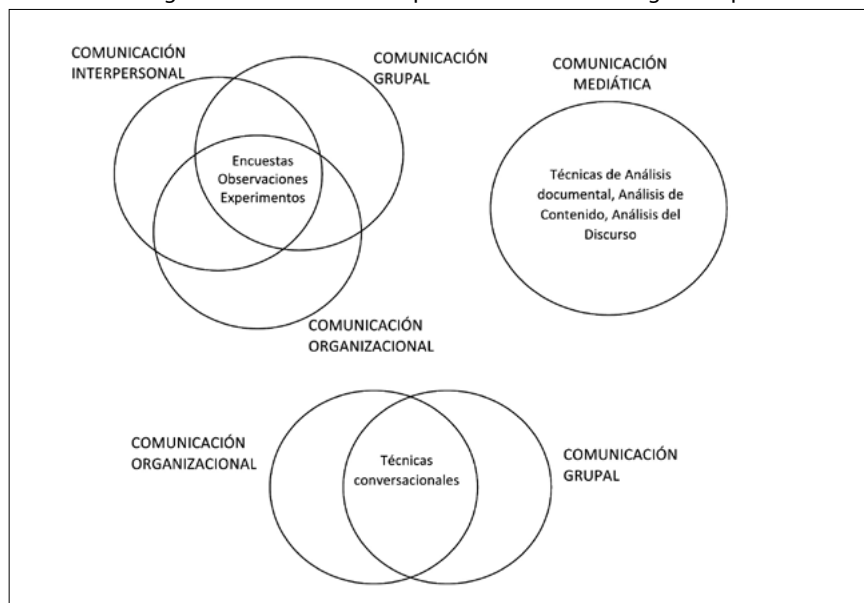 COMUNICACIÓN
INTERPERSONAL
COMUNICACIÓN
GRUPAL
Encuestas
Observaciones
Experimentos
COMUNICACIÓN
ORGANIZACIONAL
COMUNICACIÓN
MEDIÁTICA
Técnicas de Análisis
documental, Análisis de
Contenido, Análisis del
Discurso
COMUNICACIÓN
ORGANIZACIONAL
Técnicas
conversacionales
COMUNICACIÓN
GRUPAL